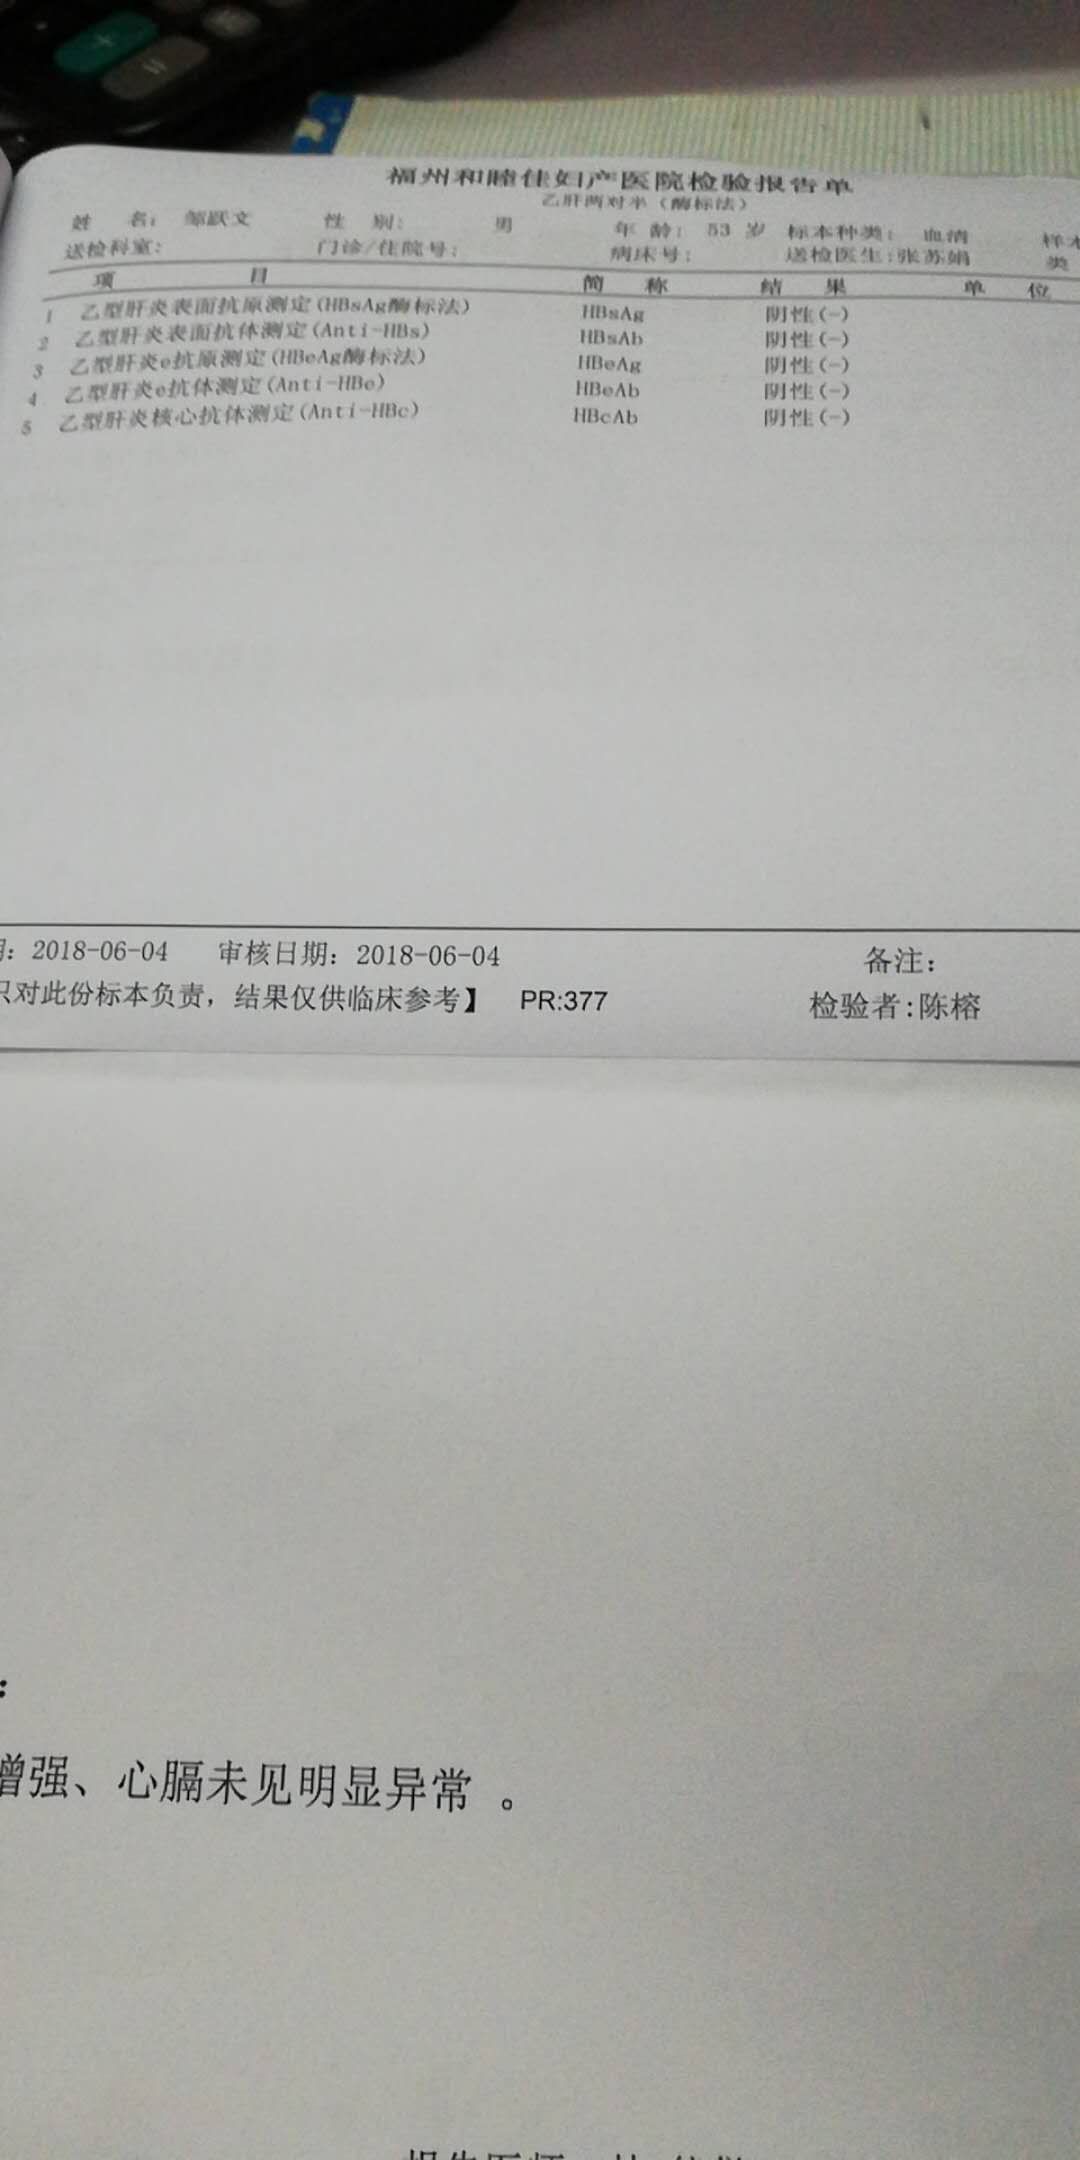 福州和睦佳妇产医院检验报告单
乙肝两对半（酶标法）
姓 名： 邹跃文 性 别： 男 年 龄： 53 岁 标本种类： 血清 样本
送检科室： 门诊/住院号： 病床号： 送检医生：张苏娟 类
项 目 简 称 结 果 单 位
1 乙型肝炎表面抗原测定(HBsAg酶标法) HBsAg 阴性(-)
2 乙型肝炎表面抗体测定(Anti-HBs) HBsAb 阴性(-)
3 乙型肝炎e抗原测定(HBeAg酶标法) HBeAg 阴性(-)
4 乙型肝炎e抗体测定(Anti-HBe) HBeAb 阴性(-)
5 乙型肝炎核心抗体测定(Anti-HBc) HBcAb 阴性(-)
：2018-06-04 审核日期：2018-06-04 备注：
只对此份标本负责，结果仅供临床参考】 PR:377 检验者:陈榕
：
增强、心膈未见明显异常 。